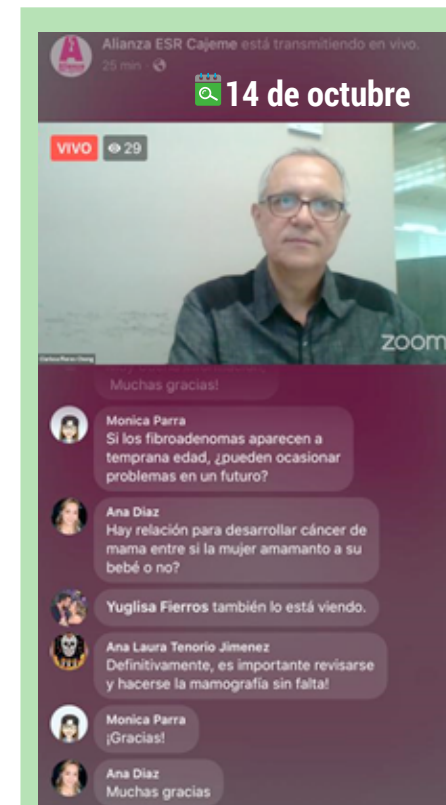 Alianza ESR Cajeme está transmitiendo en vivo.
25 min
14 de octubre
VIVO
29
zoom
Muchas gracias!
Monica Parra
Si los fibroadenomas aparecen a
temprana edad, ¿pueden ocasionar
problemas en un futuro?
Ana Diaz
Hay relación para desarrollar cáncer de
mama entre si la mujer amamanto a su
bebé o no?
Yuglisa Fierros también lo está viendo.
Ana Laura Tenorio Jimenez
Definitivamente, es importante revisarse
y hacerse la mamografía sin falta!
Monica Parra
¡Gracias!
Ana Diaz
Muchas gracias